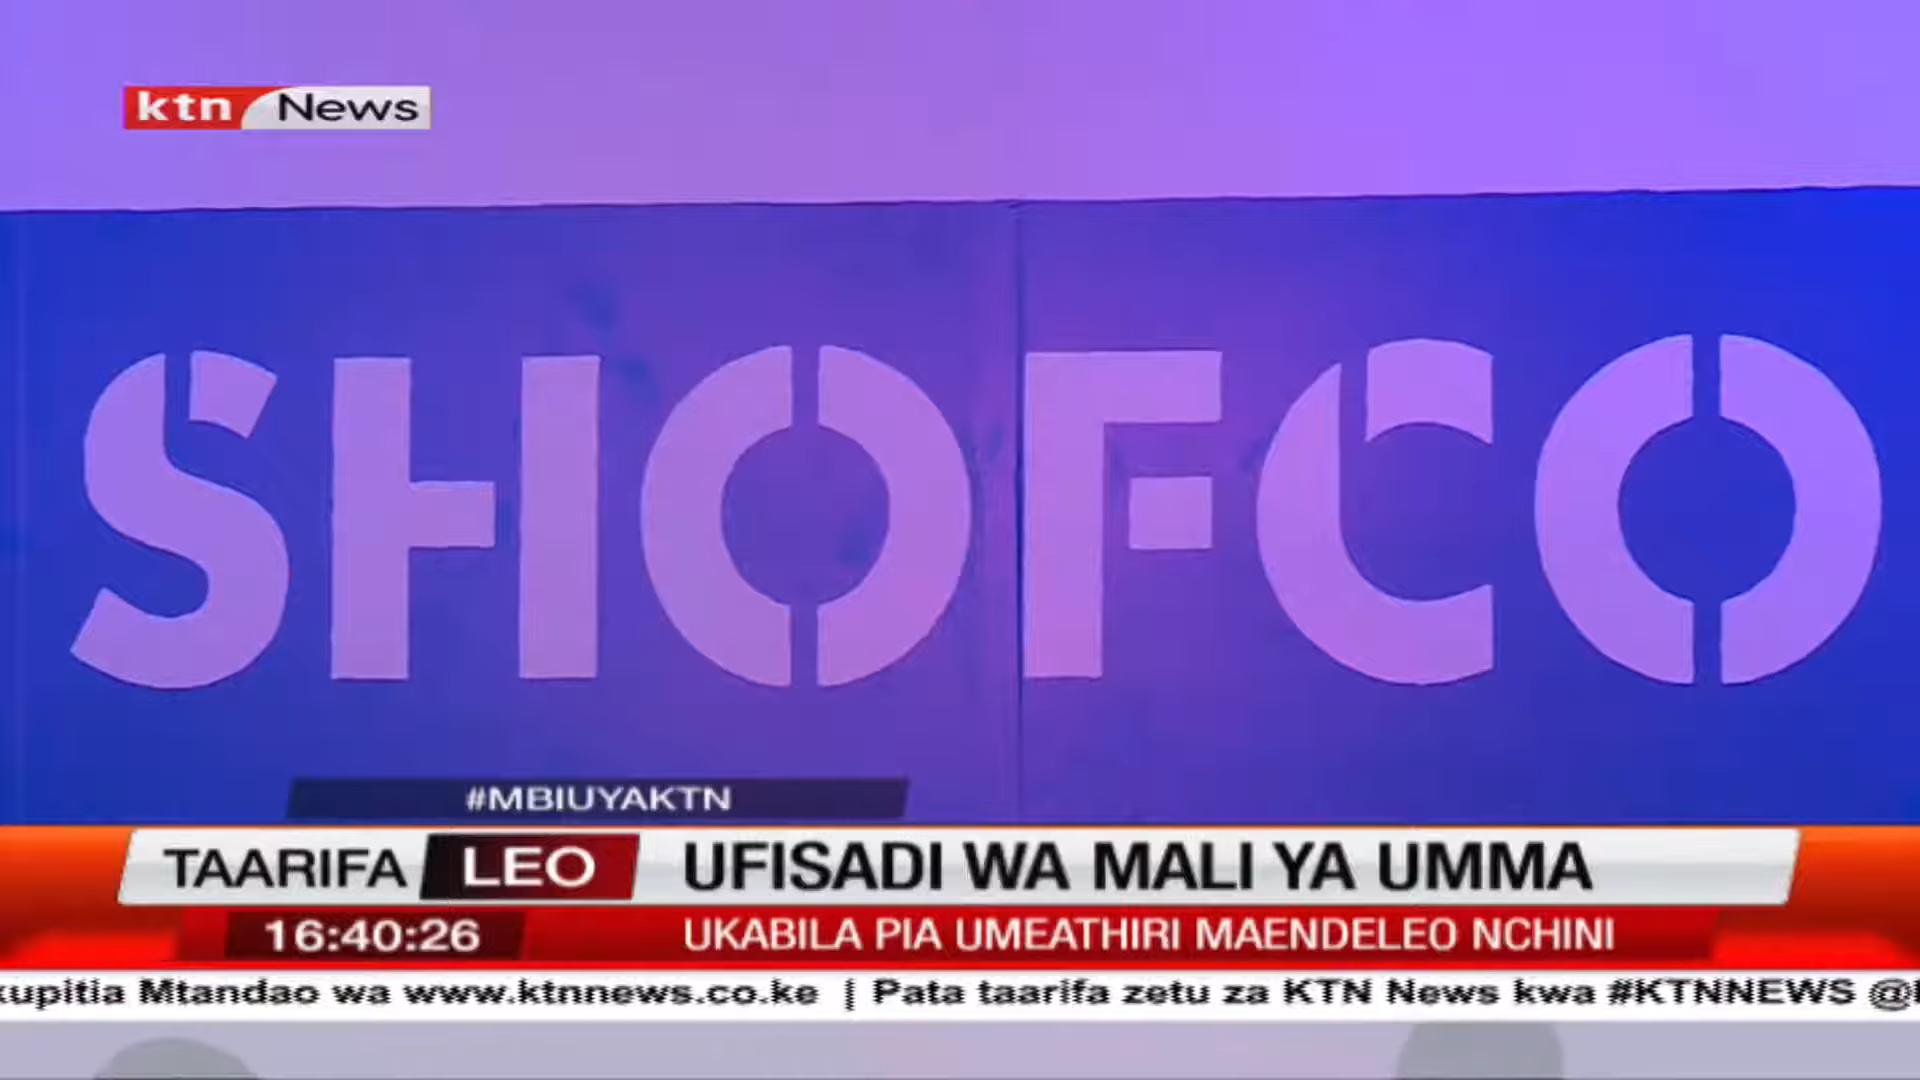 ktn News
SHOFCO
#MBIUYAKTN
TAARIFA LEO UFISADI WA MALI YA UMMA
16:40:26 UKABILA PIA UMEATHIRI MAENDELEO NCHINI
kupitia Mtandao wa www.ktnnews.co.ke | Pata taarifa zetu za KTN News kwa #KTNNEWS